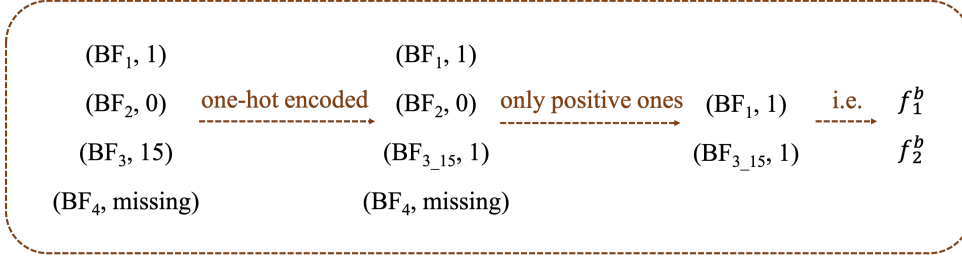 (BF₁, 1) (BF₁, 1)
(BF₂, 0) one-hot encoded (BF₂, 0) only positive ones (BF₁, 1) i.e. f₁ᵇ
(BF₃, 15) (BF₃_₁₅, 1) (BF₃_₁₅, 1) f₂ᵇ
(BF₄, missing) (BF₄, missing)